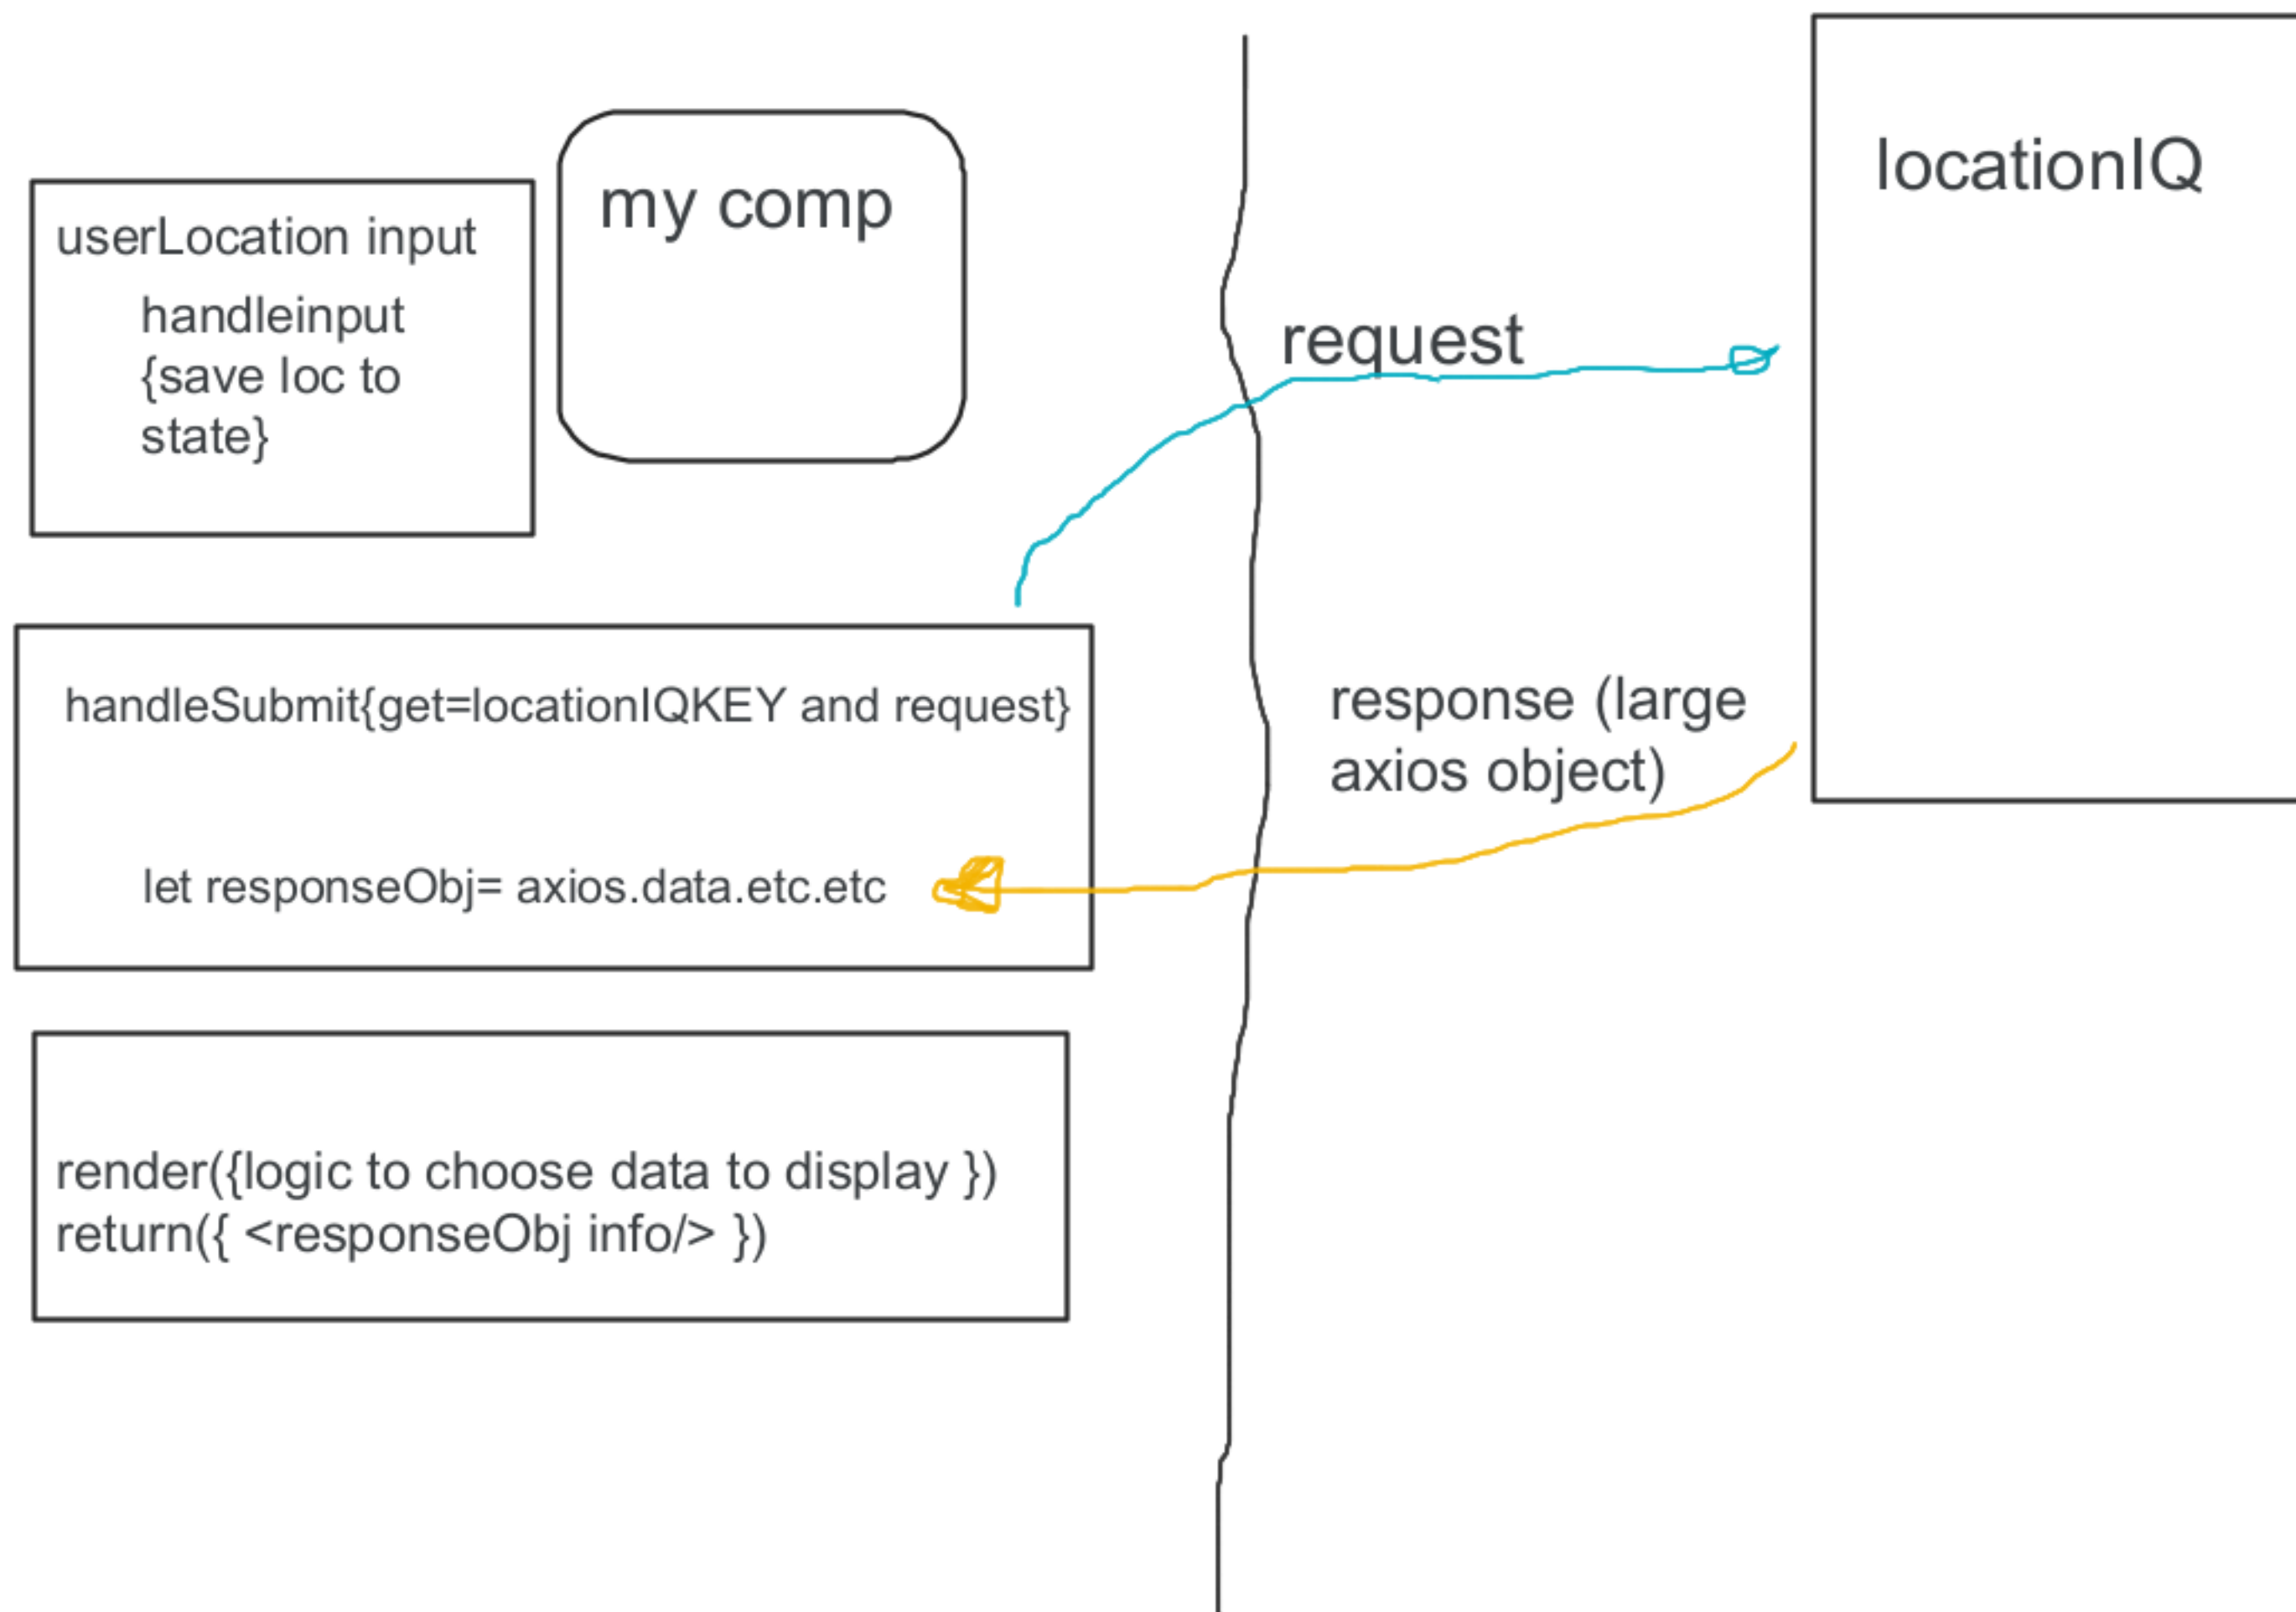 my comp
locationIQ
userLocation input
handleinput
{save loc to
state}
request
handleSubmit{get=locationIQKEY and request}
response (large
axios object)
let responseObj= axios.data.etc.etc
render({logic to choose data to display })
return({ <responseObj info/> })